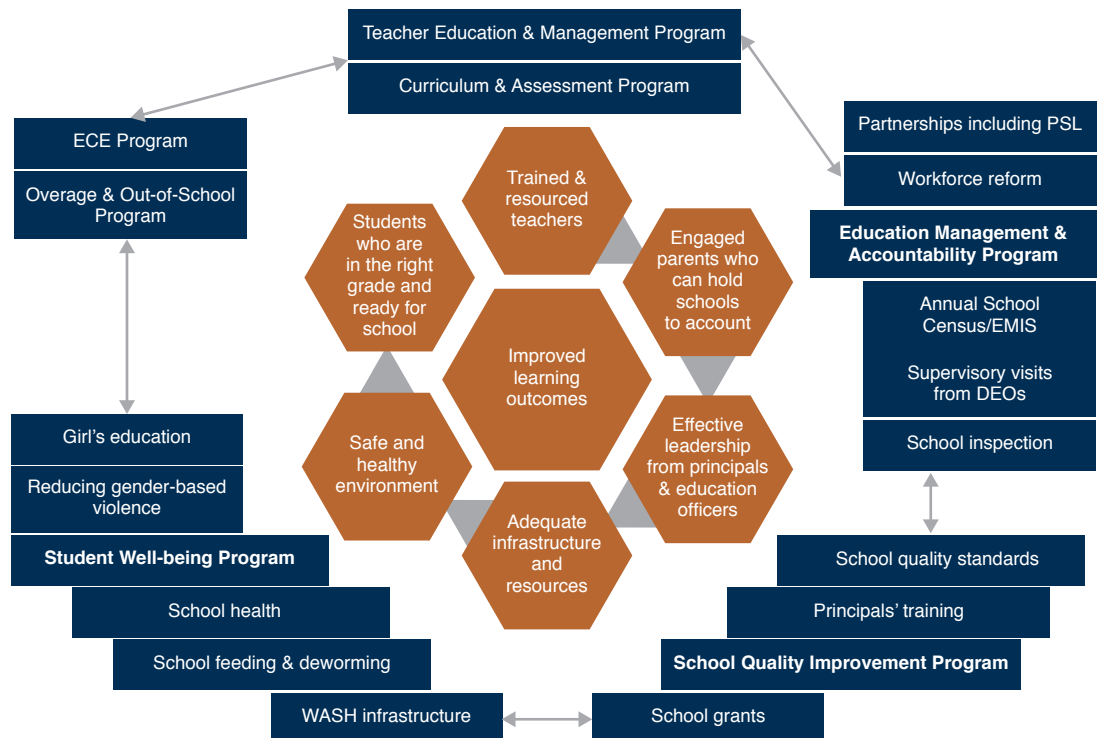 Teacher Education & Management Program
Curriculum & Assessment Program
ECE Program
Overage & Out-of-School
Program
Partnerships including PSL
Workforce reform
Education Management &
Accountability Program
Annual School
Census/EMIS
Supervisory visits
from DEOs
School inspection
Trained &
resourced
teachers
Engaged
parents who
can hold
schools
to account
Effective
leadership
from principals
& education
officers
Adequate
infrastructure
and
resources
Safe and
healthy
environment
Students
who are
in the right
grade and
ready for
school
Improved
learning
outcomes
Girl's education
Reducing gender-based
violence
Student Well-being Program
School health
School feeding & deworming
WASH infrastructure
School quality standards
Principals' training
School Quality Improvement Program
School grants